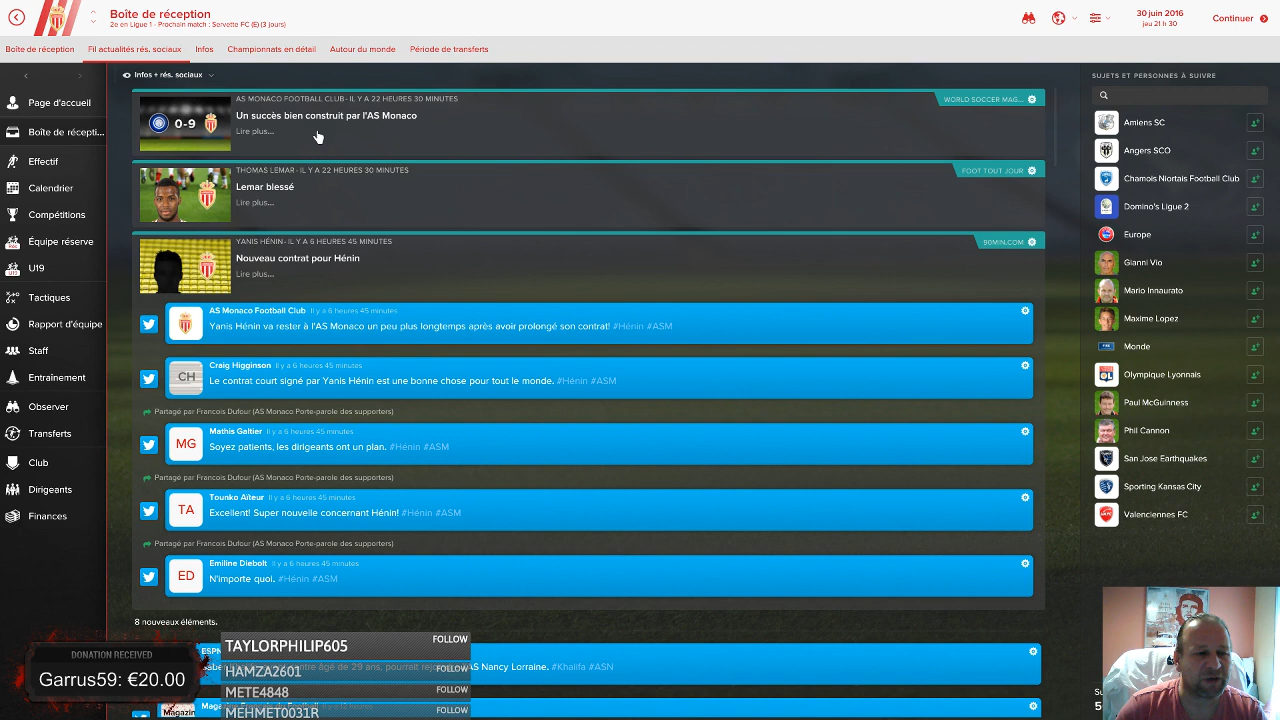 Boîte de réception
2e en Ligue 1 - Prochain match : Servette FC (E) (3 jours)
30 juin 2016
jeu 21 h 30
Continuer
Boîte de réception
Fil actualités rés. sociaux
Infos
Championnats en détail
Autour du monde
Période de transferts
Infos + rés. sociaux
Page d'accueil
Boîte de récepti...
Effectif
Calendrier
Compétitions
Équipe réserve
U19
Tactiques
Rapport d'équipe
Staff
Entraînement
Observer
Transferts
Club
Dirigeants
Finances
AS MONACO FOOTBALL CLUB - IL Y A 22 HEURES 30 MINUTES
WORLD SOCCER MAG...
0-9
Un succès bien construit par l'AS Monaco
Lire plus...
THOMAS LEMAR - IL Y A 22 HEURES 30 MINUTES
FOOT TOUT JOUR
Lemar blessé
Lire plus...
YANIS HÉNIN - IL Y A 6 HEURES 45 MINUTES
90MIN.COM
Nouveau contrat pour Hénin
Lire plus...
AS Monaco Football Club Il y a 6 heures 45 minutes
Yanis Hénin va rester à l'AS Monaco un peu plus longtemps après avoir prolongé son contrat! #Hénin #ASM
CH
Craig Higginson Il y a 6 heures 45 minutes
Le contrat court signé par Yanis Hénin est une bonne chose pour tout le monde. #Hénin #ASM
Partagé par Francois Dufour (AS Monaco Porte-parole des supporters)
MG
Mathis Galtier Il y a 6 heures 45 minutes
Soyez patients, les dirigeants ont un plan. #Hénin #ASM
Partagé par Francois Dufour (AS Monaco Porte-parole des supporters)
TA
Tounko Aïteur Il y a 6 heures 45 minutes
Excellent! Super nouvelle concernant Hénin! #Hénin #ASM
Partagé par Francois Dufour (AS Monaco Porte-parole des supporters)
ED
Emiline Diebolt Il y a 6 heures 45 minutes
N'importe quoi. #Hénin #ASM
8 nouveaux éléments.
ESPN
âgé de 29 ans, pourrait AS Nancy Lorraine. #Khalifa #ASN
Magazin
SUJETS ET PERSONNES À SUIVRE
Amiens SC
Angers SCO
Chamois Niortais Football Club
Domino's Ligue 2
Europe
Gianni Vio
Mario Innaurato
Maxime Lopez
Monde
Olympique Lyonnais
Paul McGuinness
Phil Cannon
San Jose Earthquakes
Sporting Kansas City
Valenciennes FC
DONATION RECEIVED
Garrus59: €20.00
TAYLORPHILIP605 FOLLOW
HAMZA2601 FOLLOW
METE4848 FOLLOW
MEHMET0031R FOLLOW